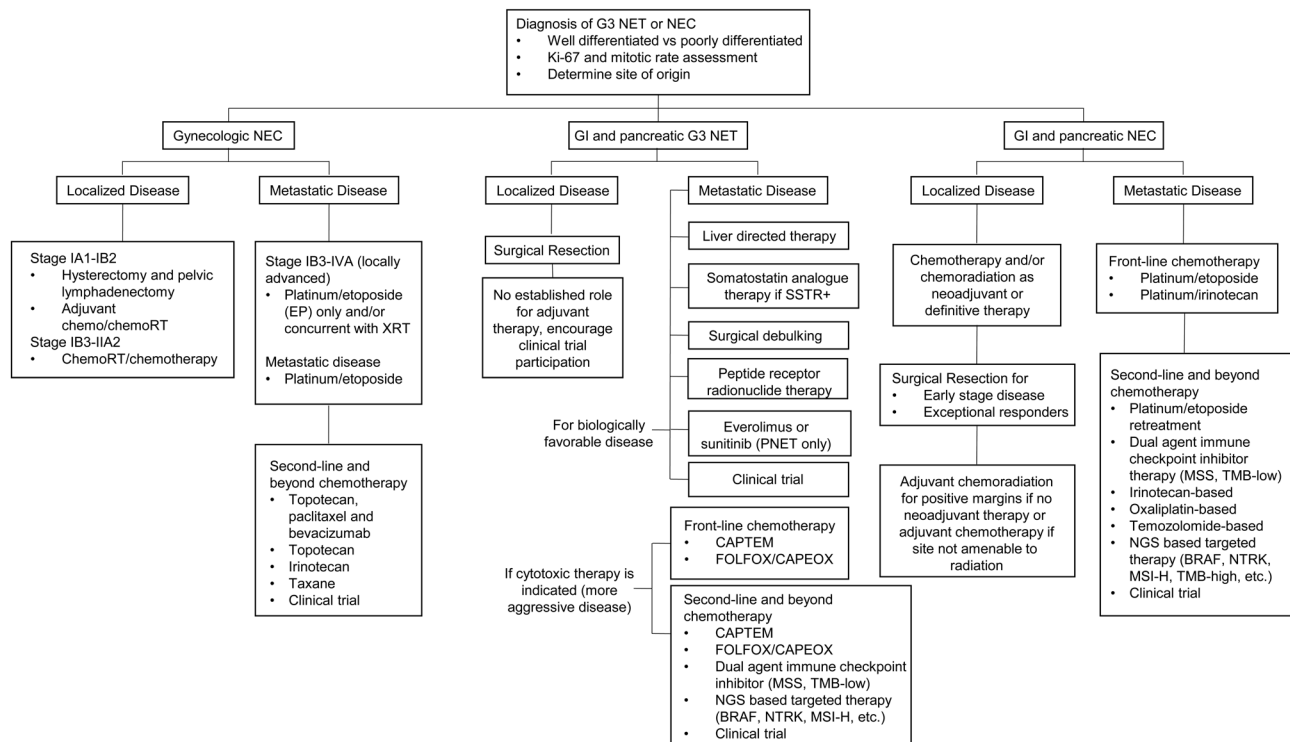 Diagnosis of G3 NET or NEC
• Well differentiated vs poorly differentiated
• Ki-67 and mitotic rate assessment
• Determine site of origin
Gynecologic NEC
Localized Disease
Stage IA1-IB2
• Hysterectomy and pelvic
lymphadenectomy
• Adjuvant
chemo/chemoRT
Stage IB3-IIA2
• ChemoRT/chemotherapy
Metastatic Disease
Stage IB3-IVA (locally
advanced)
• Platinum/etoposide
(EP) only and/or
concurrent with XRT
Metastatic disease
• Platinum/etoposide
Second-line and
beyond chemotherapy
• Topotecan,
paclitaxel and
bevacizumab
• Topotecan
• Irinotecan
• Taxane
• Clinical trial
GI and pancreatic G3 NET
Localized Disease
Surgical Resection
No established role
for adjuvant
therapy, encourage
clinical trial
participation
Metastatic Disease
For biologically
favorable disease
Liver directed therapy
Somatostatin analogue
therapy if SSTR+
Surgical debulking
Peptide receptor
radionuclide therapy
Everolimus or
sunitinib (PNET only)
Clinical trial
If cytotoxic therapy is
indicated (more
aggressive disease)
Front-line chemotherapy
• CAPTEM
• FOLFOX/CAPEOX
Second-line and beyond
chemotherapy
• CAPTEM
• FOLFOX/CAPEOX
• Dual agent immune checkpoint
inhibitor (MSS, TMB-low)
• NGS based targeted therapy
(BRAF, NTRK, MSI-H, etc.)
• Clinical trial
GI and pancreatic NEC
Localized Disease
Chemotherapy and/or
chemoradiation as
neoadjuvant or
definitive therapy
Surgical Resection for
• Early stage disease
• Exceptional responders
Adjuvant chemoradiation
for positive margins if no
neoadjuvant therapy or
adjuvant chemotherapy if
site not amenable to
radiation
Metastatic Disease
Front-line chemotherapy
• Platinum/etoposide
• Platinum/irinotecan
Second-line and beyond
chemotherapy
• Platinum/etoposide
retreatment
• Dual agent immune
checkpoint inhibitor
therapy (MSS, TMB-low)
• Irinotecan-based
• Oxaliplatin-based
• Temozolomide-based
• NGS based targeted
therapy (BRAF, NTRK,
MSI-H, TMB-high, etc.)
• Clinical trial